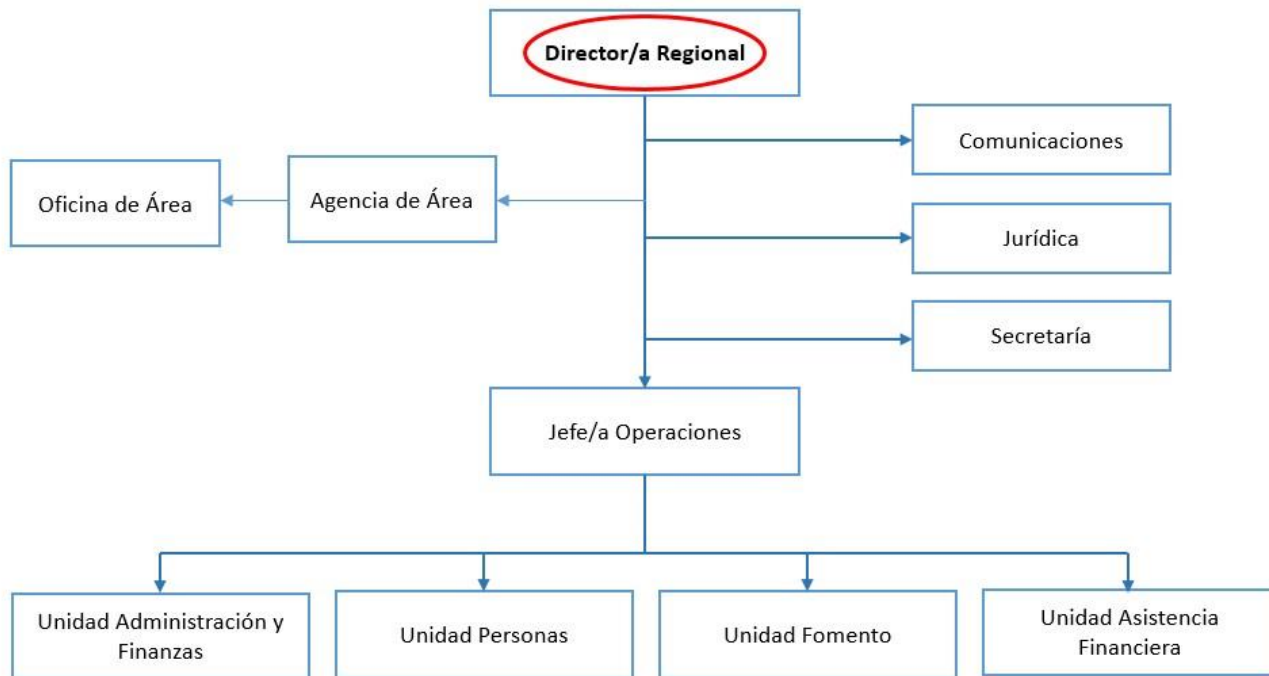 Director/a Regional
Comunicaciones
Oficina de Área
Agencia de Área
Jurídica
Secretaría
Jefe/a Operaciones
Unidad Administración y
Finanzas
Unidad Personas
Unidad Fomento
Unidad Asistencia
Financiera